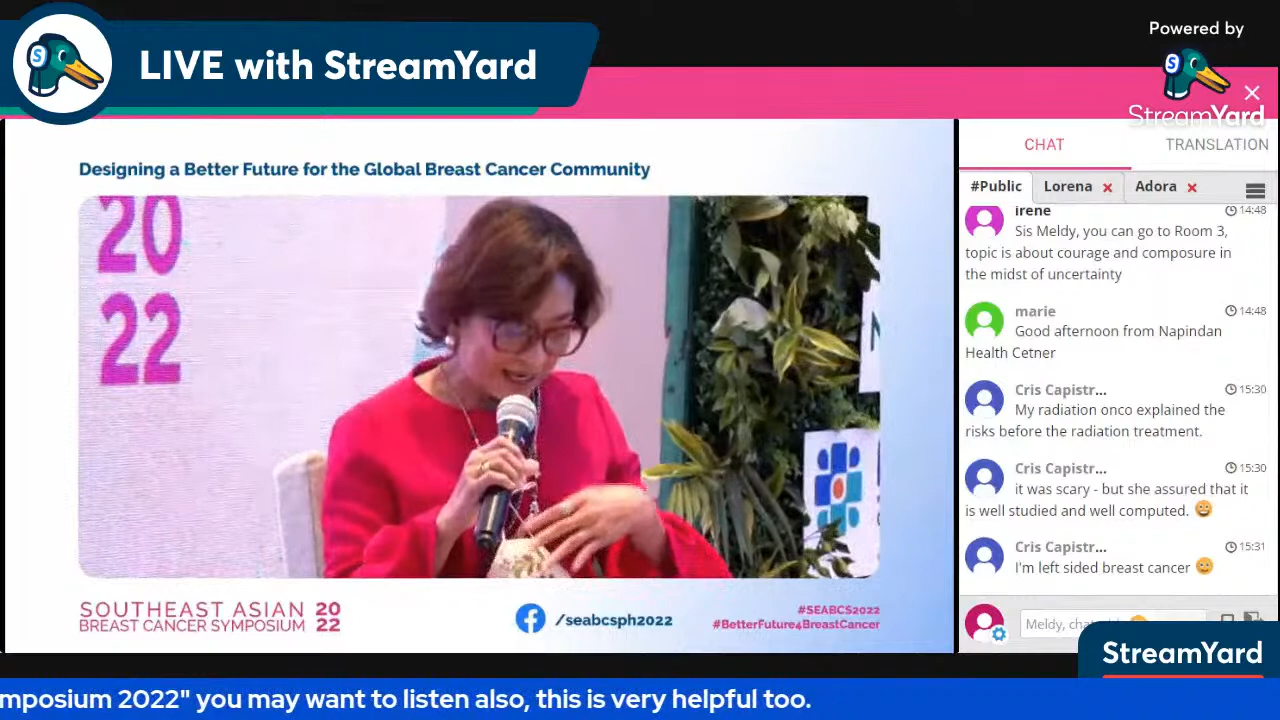 LIVE with StreamYard
Powered by
StreamYard
Designing a Better Future for the Global Breast Cancer Community
20
22
SOUTHEAST ASIAN 20
BREAST CANCER SYMPOSIUM 22
/seabcsph2022
#SEABCS2022
#BetterFuture4BreastCancer
CHAT TRANSLATION
#Public Lorena Adora
irene 14:48
Sis Meldy, you can go to Room 3,
topic is about courage and composure in
the midst of uncertainty
marie 14:48
Good afternoon from Napindan
Health Cetner
Cris Capistr... 15:30
My radiation onco explained the
risks before the radiation treatment.
Cris Capistr... 15:30
it was scary - but she assured that it
is well studied and well computed.
Cris Capistr... 15:31
I'm left sided breast cancer
Meldy,
StreamYard
mposium 2022" you may want to listen also, this is very helpful too.